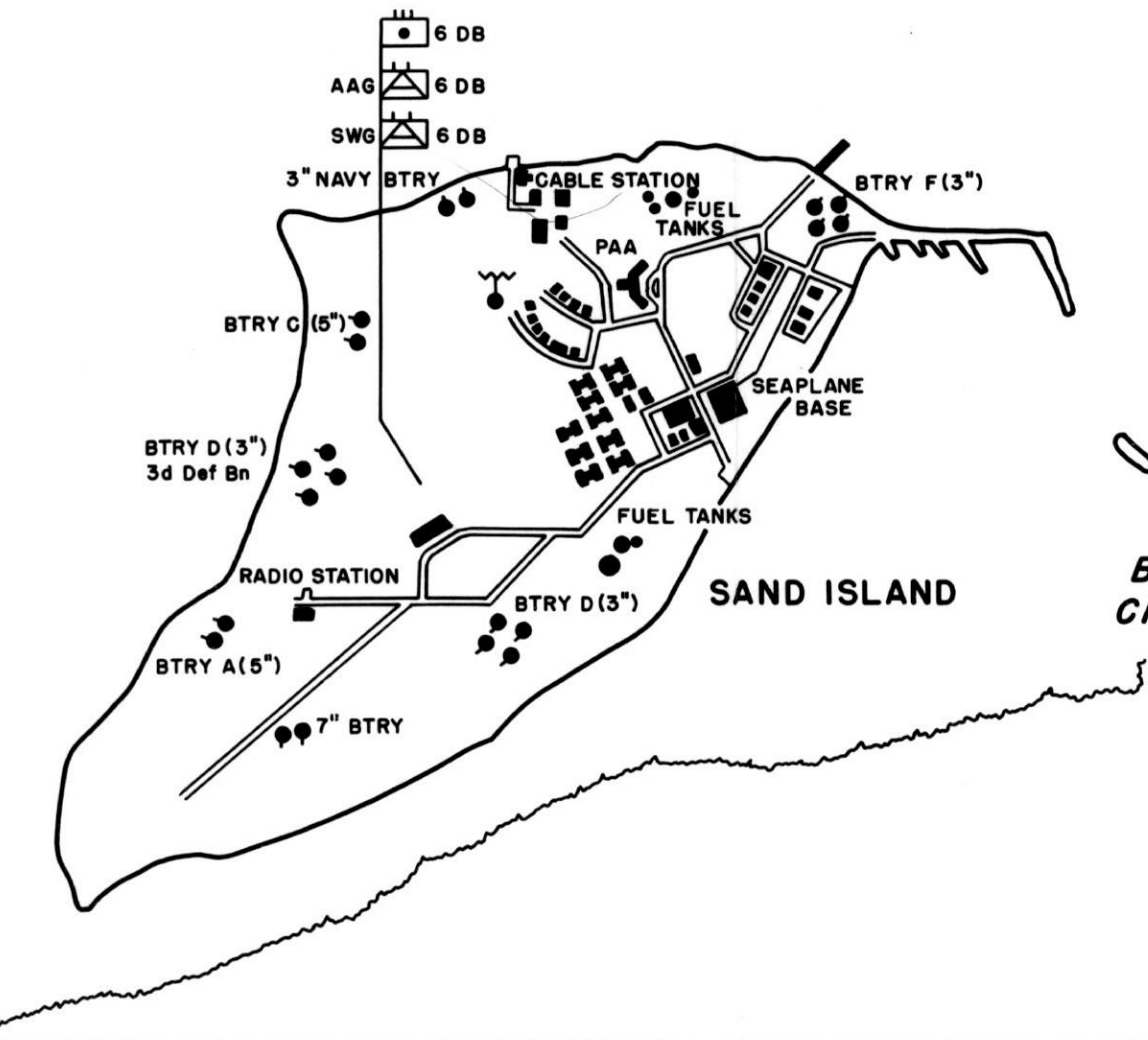 6 DB
AAG 6 DB
SWG 6 DB
3" NAVY BTRY
CABLE STATION
BTRY F(3")
FUEL
TANKS
PAA
BTRY C (5")
SEAPLANE
BASE
BTRY D(3")
3d Def Bn
FUEL TANKS
RADIO STATION
SAND ISLAND
BTRY D(3")
BTRY A(5")
7" BTRY